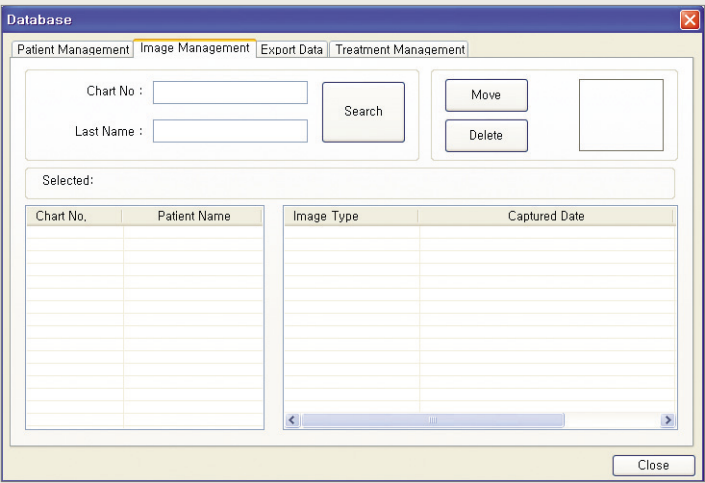 Database
Patient Management Image Management Export Data Treatment Management
Chart No :
Last Name :
Search
Move
Delete
Selected:
Chart No, Patient Name
Image Type Captured Date
Close